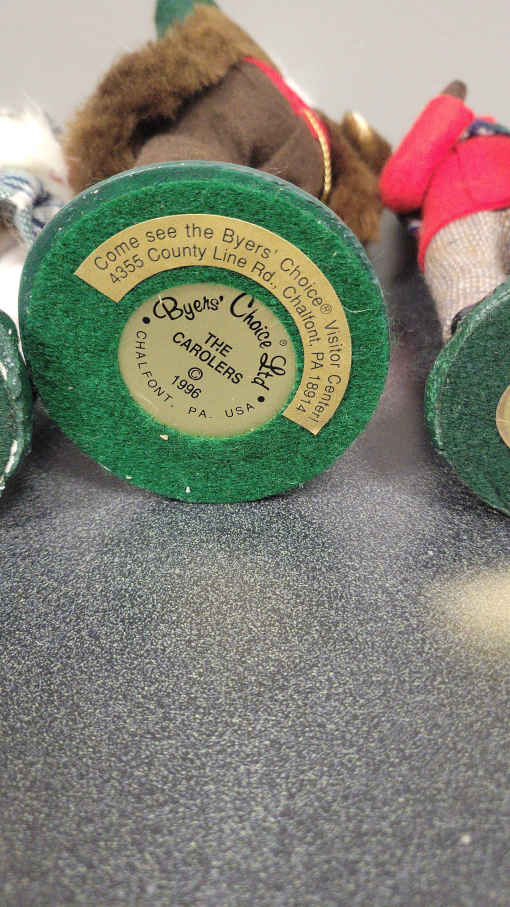 Come see the Byers' Choice® Visitor Center!
4355 County Line Rd., Chalfont, PA 18914
Byers' Choice Ltd®
THE
CAROLERS
©
1996
• CHALFONT, PA. USA •